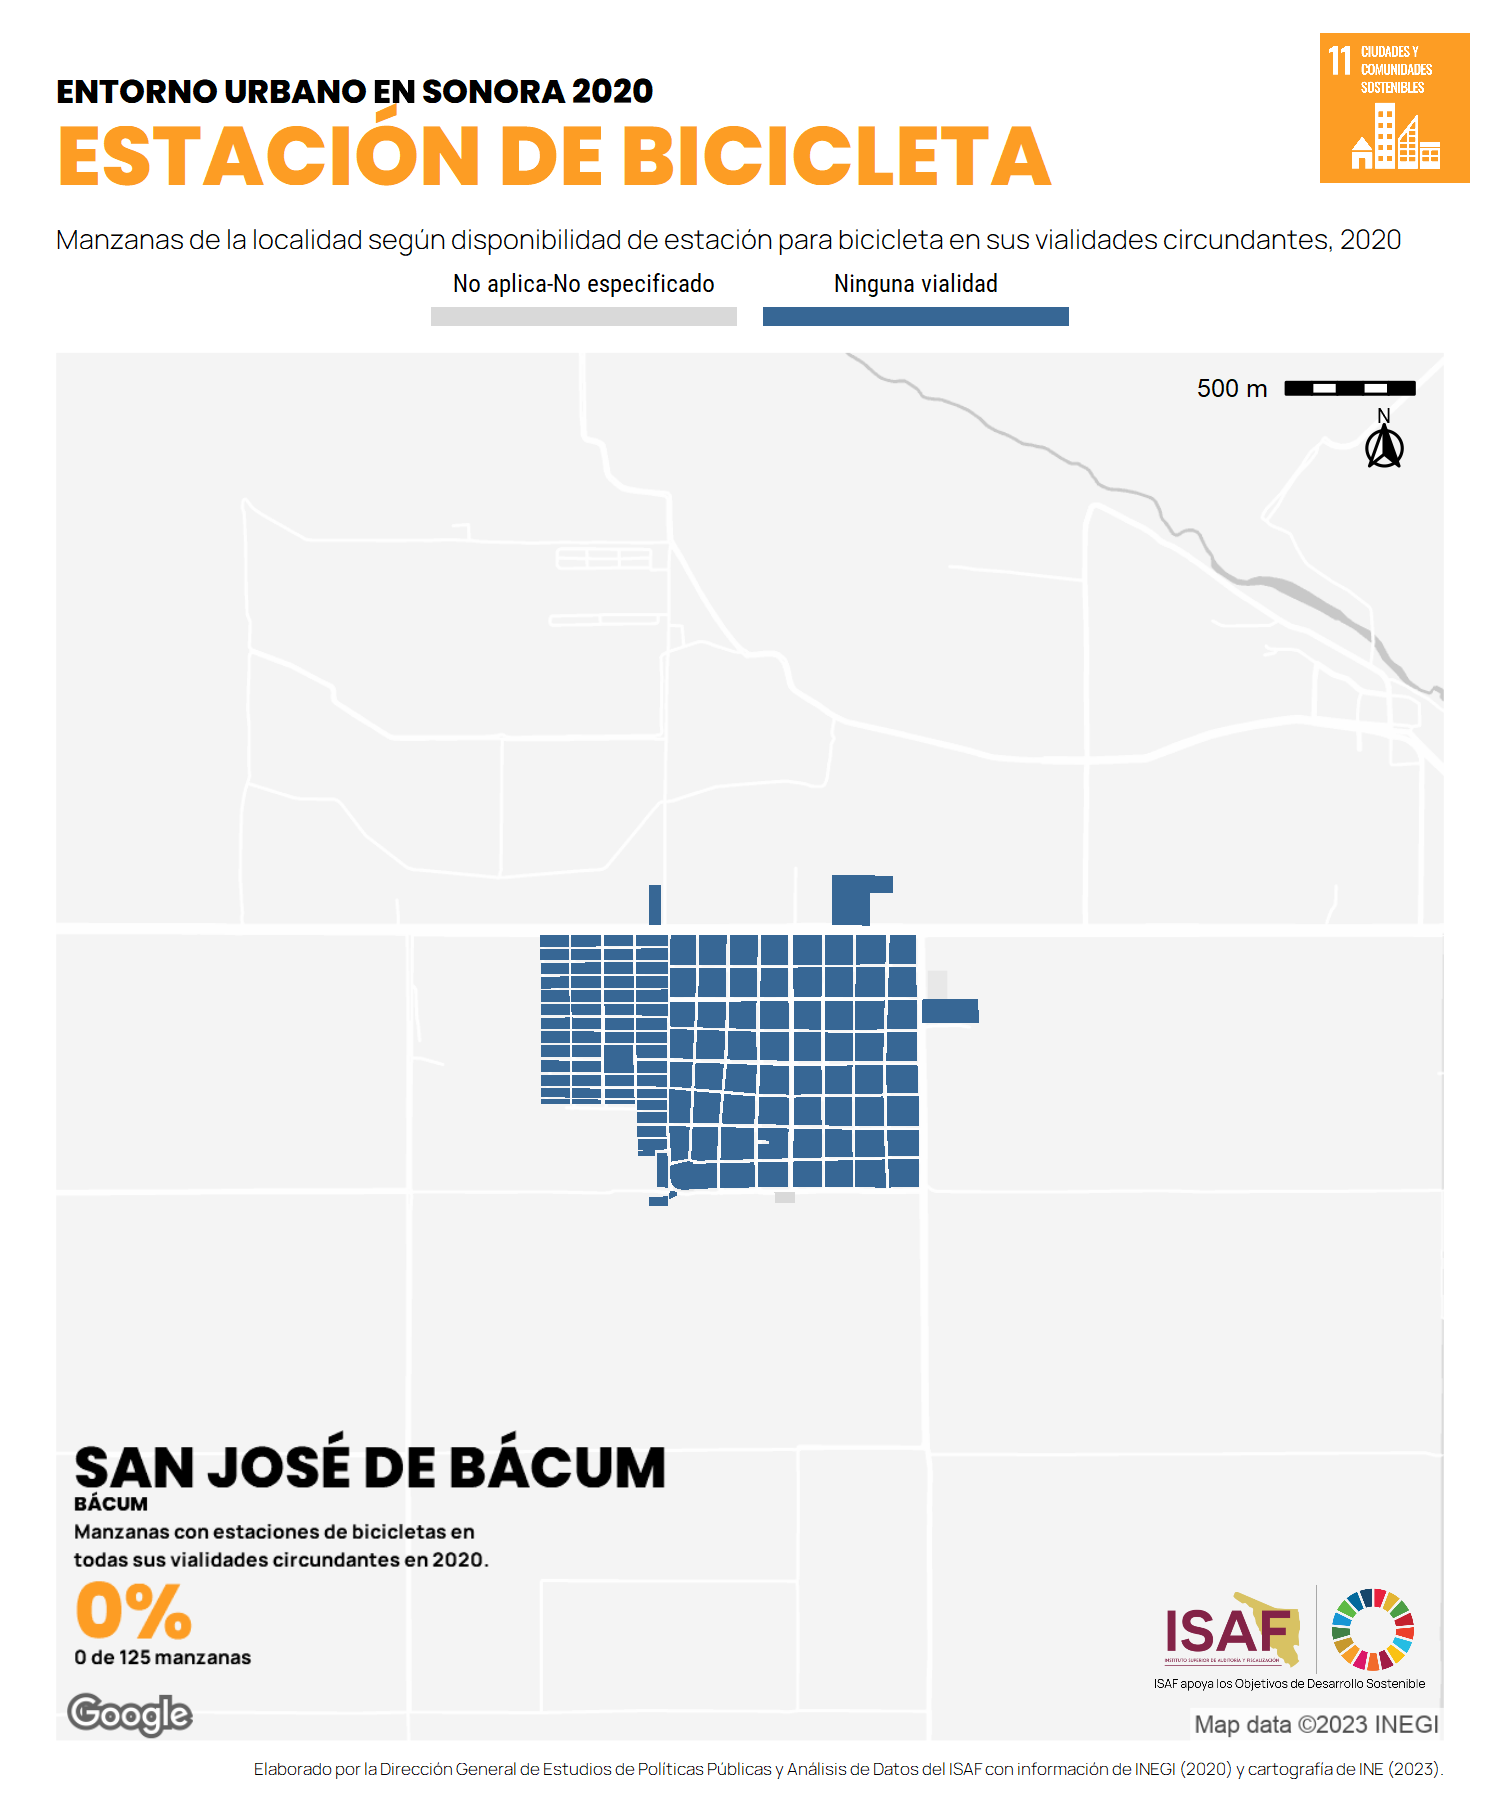 ENTORNO URBANO EN SONORA 2020
ESTACIÓN DE BICICLETA
11 CIUDADES Y
COMUNIDADES
SOSTENIBLES
Manzanas de la localidad según disponibilidad de estación para bicicleta en sus vialidades circundantes, 2020
No aplica-No especificado
Ninguna vialidad
500 m
N
SAN JOSÉ DE BÁCUM
BÁCUM
Manzanas con estaciones de bicicletas en
todas sus vialidades circundantes en 2020.
0%
0 de 125 manzanas
Google
ISAF
INSTITUTO SUPERIOR DE AUDITORÍA Y FISCALIZACIÓN
ISAF apoya los Objetivos de Desarrollo Sostenible
Map data ©2023 INEGI
Elaborado por la Dirección General de Estudios de Políticas Públicas y Análisis de Datos del ISAF con información de INEGI (2020) y cartografía de INE (2023).